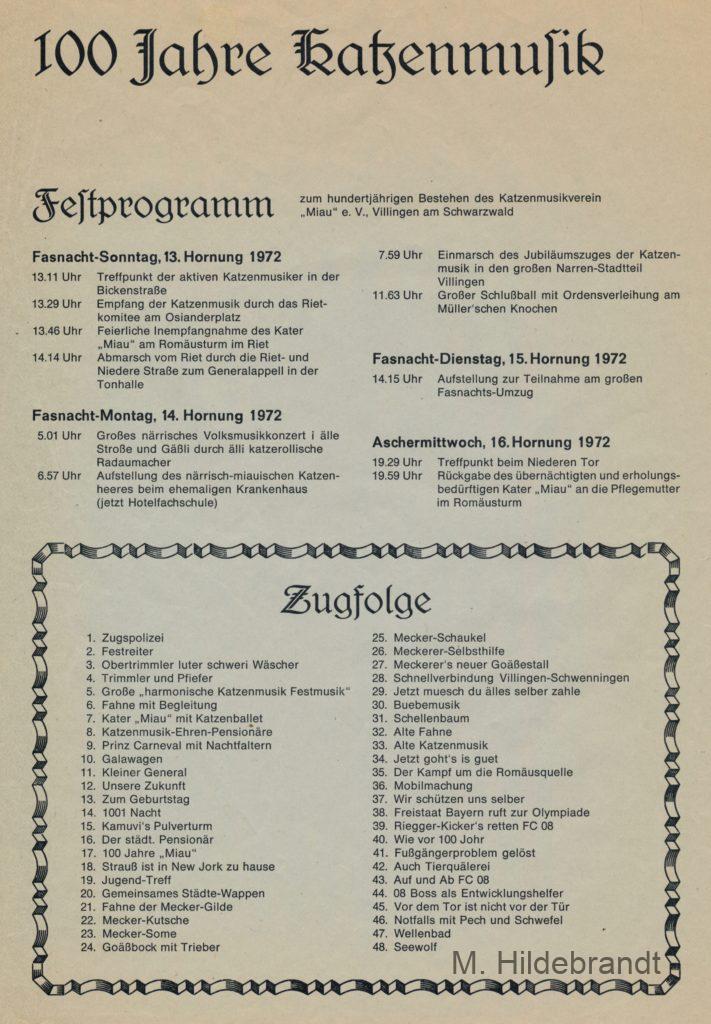 100 Jahre Katzenmusik
Festprogramm
zum hundertjährigen Bestehen des Katzenmusikverein
„Miau" e. V., Villingen am Schwarzwald
Fasnacht-Sonntag, 13. Hornung 1972
13.11 Uhr Treffpunkt der aktiven Katzenmusiker in der
Bickenstraße
13.29 Uhr Empfang der Katzenmusik durch das Riet-
komitee am Osianderplatz
13.46 Uhr Feierliche Inempfangnahme des Kater
„Miau" am Romäusturm im Riet
14.14 Uhr Abmarsch vom Riet durch die Riet- und
Niedere Straße zum Generalappell in der
Tonhalle
Fasnacht-Montag, 14. Hornung 1972
5.01 Uhr Großes närrisches Volksmusikkonzert i älle
Stroße und Gäßli durch älli katzerollische
Radaumacher
6.57 Uhr Aufstellung des närrisch-miauischen Katzen-
heeres beim ehemaligen Krankenhaus
(jetzt Hotelfachschule)
7.59 Uhr Einmarsch des Jubiläumszuges der Katzen-
musik in den großen Narren-Stadtteil
Villingen
11.63 Uhr Großer Schlußball mit Ordensverleihung am
Müller'schen Knochen
Fasnacht-Dienstag, 15. Hornung 1972
14.15 Uhr Aufstellung zur Teilnahme am großen
Fasnachts-Umzug
Aschermittwoch, 16. Hornung 1972
19.29 Uhr Treffpunkt beim Niederen Tor
19.59 Uhr Rückgabe des übernächtigten und erholungs-
bedürftigen Kater „Miau" an die Pflegemutter
im Romäusturm
Zugfolge
1. Zugspolizei
2. Festreiter
3. Obertrimmler luter schweri Wäscher
4. Trimmler und Pfiefer
5. Große „harmonische Katzenmusik Festmusik"
6. Fahne mit Begleitung
7. Kater „Miau" mit Katzenballet
8. Katzenmusik-Ehren-Pensionäre
9. Prinz Carneval mit Nachtfaltern
10. Galawagen
11. Kleiner General
12. Unsere Zukunft
13. Zum Geburtstag
14. 1001 Nacht
15. Kamuvi's Pulverturm
16. Der städt. Pensionär
17. 100 Jahre „Miau"
18. Strauß ist in New Jork zu hause
19. Jugend-Treff
20. Gemeinsames Städte-Wappen
21. Fahne der Mecker-Gilde
22. Mecker-Kutsche
23. Mecker-Some
24. Goäßbock mit Trieber
25. Mecker-Schaukel
26. Meckerer-Selbsthilfe
27. Meckerer's neuer Goäßestall
28. Schnellverbindung Villingen-Schwenningen
29. Jetzt muesch du älles selber zahle
30. Buebemusik
31. Schellenbaum
32. Alte Fahne
33. Alte Katzenmusik
34. Jetzt goht's is guet
35. Der Kampf um die Romäusquelle
36. Mobilmachung
37. Wir schützen uns selber
38. Freistaat Bayern ruft zur Olympiade
39. Riegger-Kicker's retten FC 08
40. Wie vor 100 Johr
41. Fußgängerproblem gelöst
42. Auch Tierquälerei
43. Auf und Ab FC 08
44. 08 Boss als Entwicklungshelfer
45. Vor dem Tor ist nicht vor der Tür
46. Notfalls mit Pech und Schwefel
47. Wellenbad
48. Seewolf
M. Hildebrandt